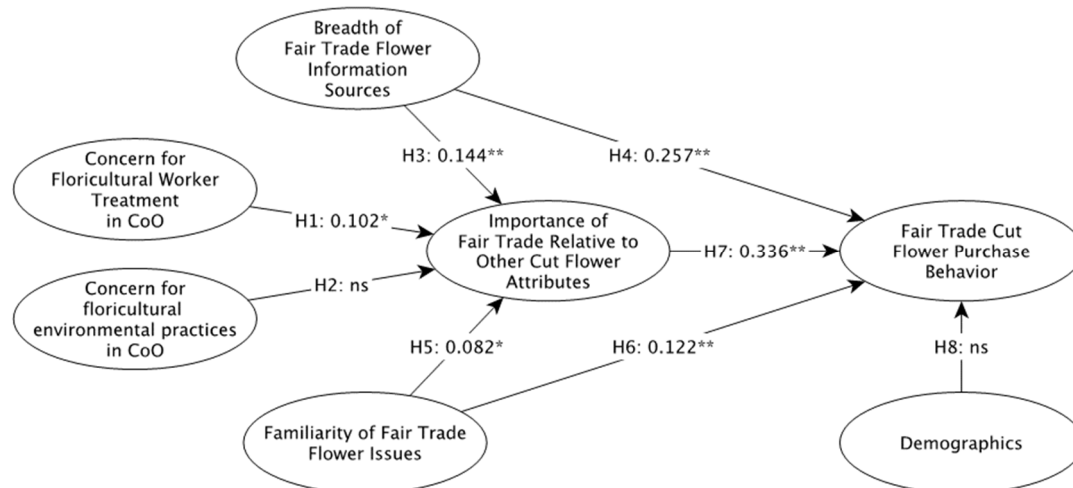 Breadth of
Fair Trade Flower
Information
Sources
H3: 0.144**
H4: 0.257**
Concern for
Floricultural Worker
Treatment
in CoO
H1: 0.102*
Importance of
Fair Trade Relative to
Other Cut Flower
Attributes
H7: 0.336**
Fair Trade Cut
Flower Purchase
Behavior
H2: ns
Concern for
floricultural
environmental practices
in CoO
H5: 0.082*
H6: 0.122**
H8: ns
Familiarity of Fair Trade
Flower Issues
Demographics